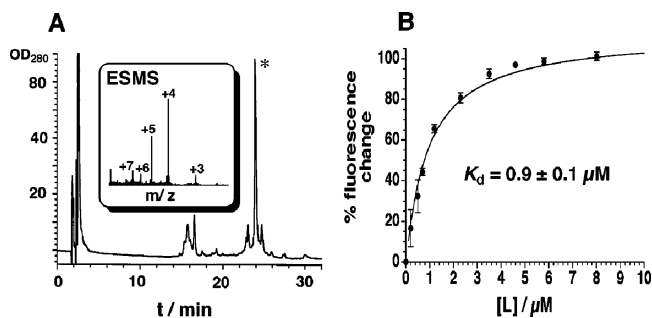 A
OD280
80
40
20
ESMS
+7
+6
+5
+4
+3
m/ z
*
0
10
20
30
t / min
B
% fluorescence
change
100
80
60
40
20
0
Kd = 0.9 ± 0.1 µM
0 1 2 3 4 5 6 7 8 9 10
[L] / µM